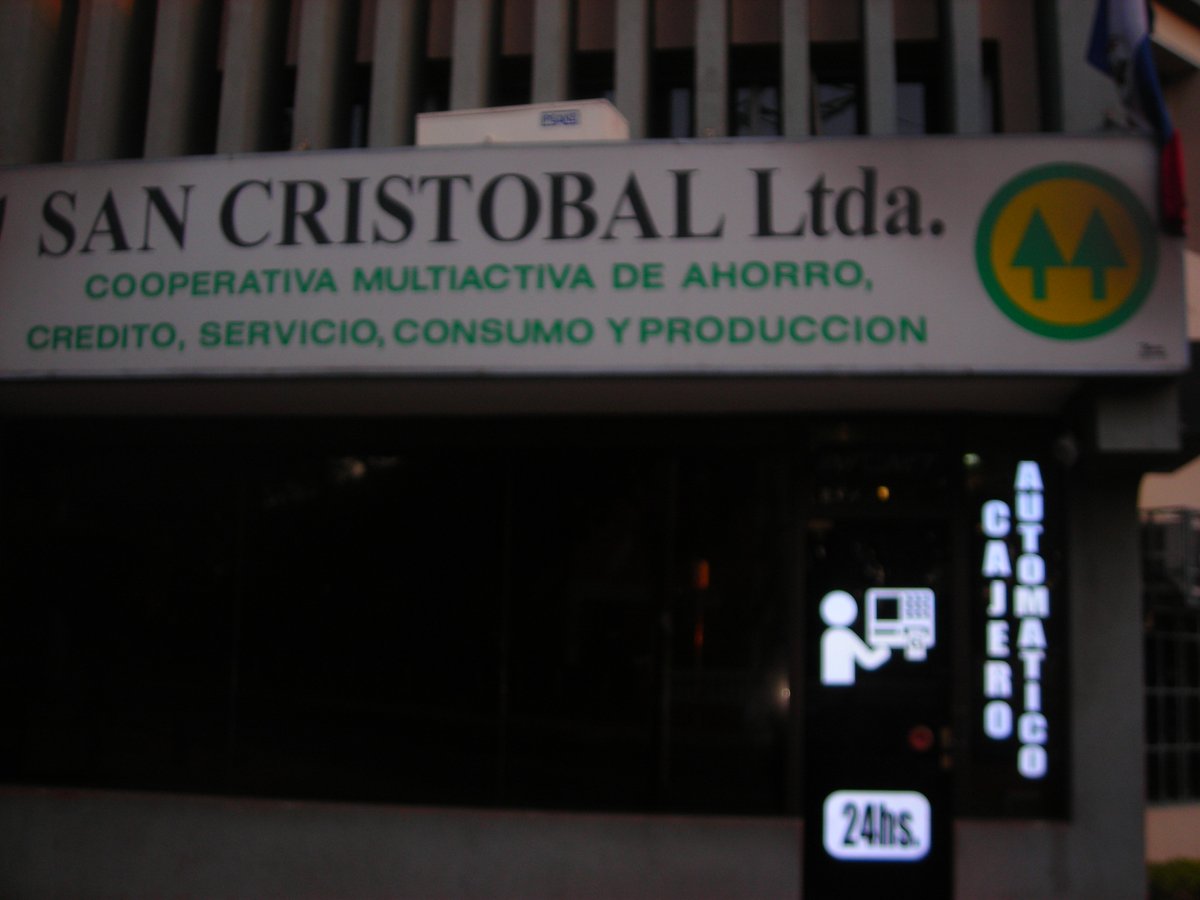 SAN CRISTOBAL Ltda.
COOPERATIVA MULTIACTIVA DE AHORRO,
CREDITO, SERVICIO, CONSUMO Y PRODUCCION
CAJERO
AUTOMATICO
24hs.